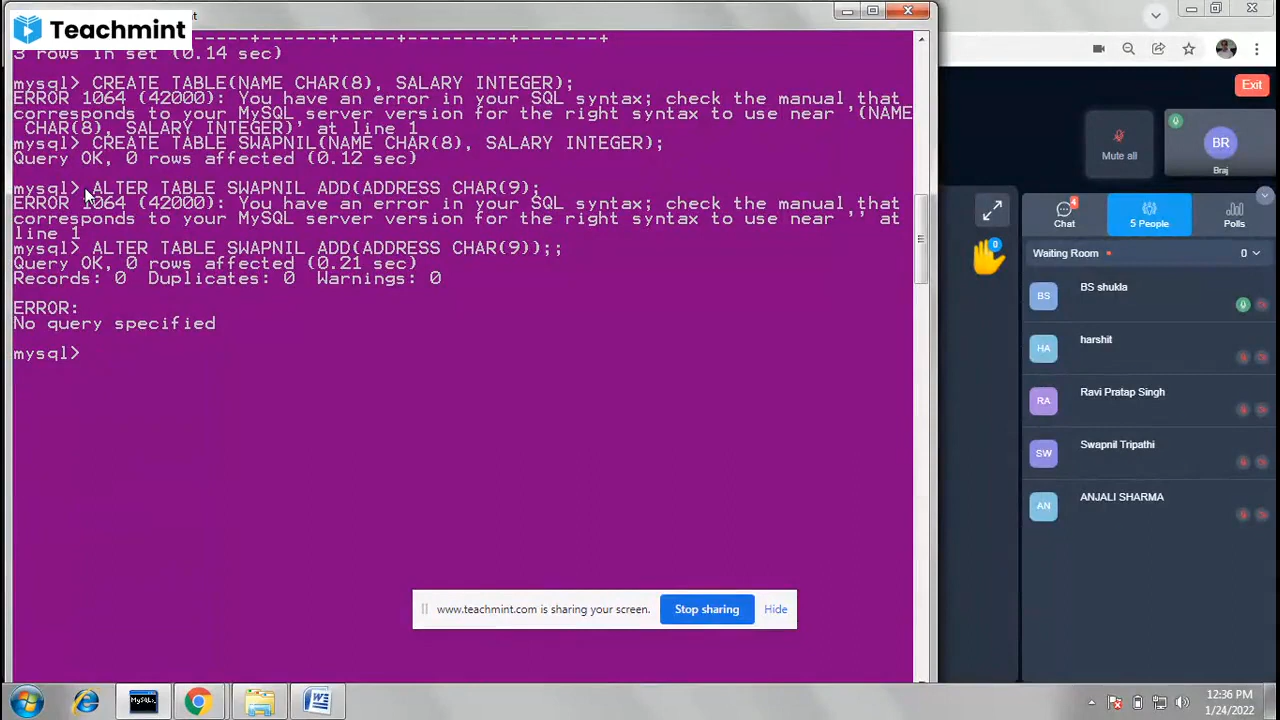 Teachmint
3 rows in set (0.14 sec)
mysql> CREATE TABLE(NAME CHAR(8), SALARY INTEGER);
ERROR 1064 (42000): You have an error in your SQL syntax; check the manual that
corresponds to your MySQL server version for the right syntax to use near '(NAME
CHAR(8), SALARY INTEGER)' at line 1
mysql> CREATE TABLE SWAPNIL(NAME CHAR(8), SALARY INTEGER);
Query OK, 0 rows affected (0.12 sec)
mysql> ALTER TABLE SWAPNIL ADD(ADDRESS CHAR(9);
ERROR 1064 (42000): You have an error in your SQL syntax; check the manual that
corresponds to your MySQL server version for the right syntax to use near '' at
line 1
mysql> ALTER TABLE SWAPNIL ADD(ADDRESS CHAR(9));;
Query OK, 0 rows affected (0.21 sec)
Records: 0 Duplicates: 0 Warnings: 0
ERROR:
No query specified
mysql>
www.teachmint.com is sharing your screen.
Stop sharing
Hide
Exit
Mute all
BR
Braj
4
Chat
5 People
Polls
0
Waiting Room
0
BS
BS shukla
HA
harshit
RA
Ravi Pratap Singh
SW
Swapnil Tripathi
AN
ANJALI SHARMA
MySQL
12:36 PM
1/24/2022